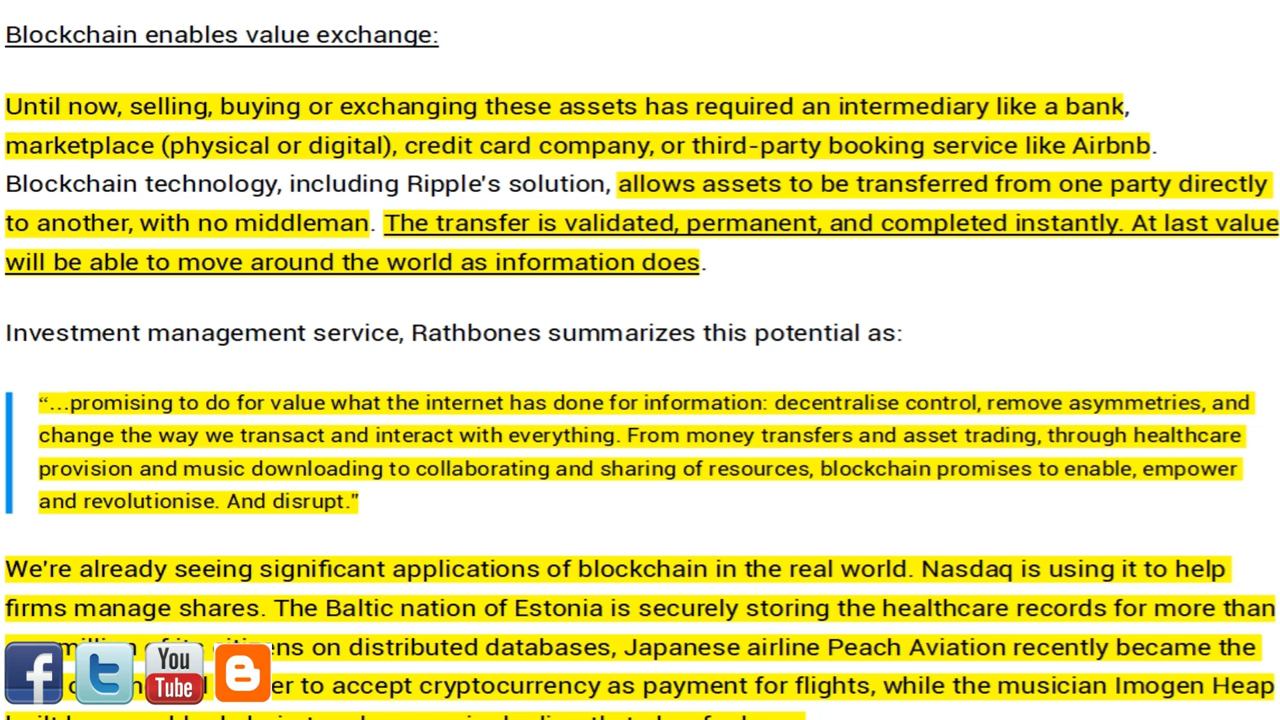 Blockchain enables value exchange:
Until now, selling, buying or exchanging these assets has required an intermediary like a bank,
marketplace (physical or digital), credit card company, or third-party booking service like Airbnb.
Blockchain technology, including Ripple's solution, allows assets to be transferred from one party directly
to another, with no middleman. The transfer is validated, permanent, and completed instantly. At last value
will be able to move around the world as information does.
Investment management service, Rathbones summarizes this potential as:
“…promising to do for value what the internet has done for information: decentralise control, remove asymmetries, and
change the way we transact and interact with everything. From money transfers and asset trading, through healthcare
provision and music downloading to collaborating and sharing of resources, blockchain promises to enable, empower
and revolutionise. And disrupt."
We're already seeing significant applications of blockchain in the real world. Nasdaq is using it to help
firms manage shares. The Baltic nation of Estonia is securely storing the healthcare records for more than
on distributed databases, Japanese airline Peach Aviation recently became the
to accept cryptocurrency as payment for flights, while the musician Imogen Heap
f
t
You
Tube